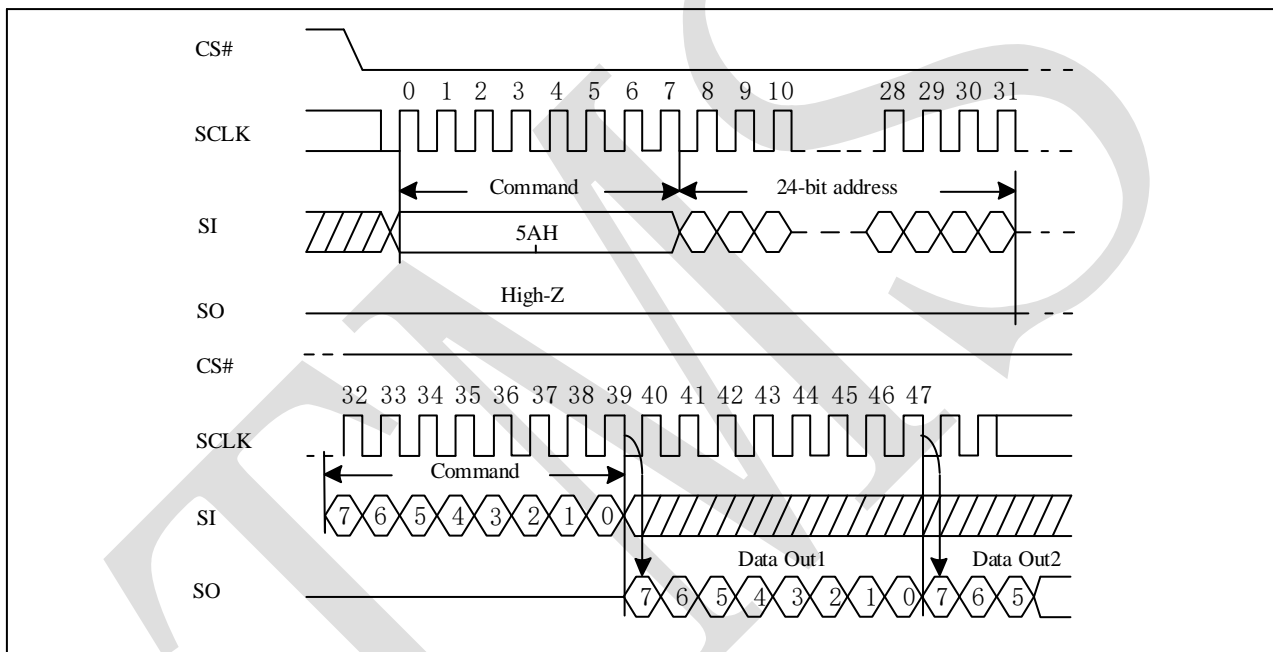 CS#
0 1 2 3 4 5 6 7 8 9 10 28 29 30 31
SCLK
Command 24-bit address
SI
5AH
High-Z
SO
CS#
32 33 34 35 36 37 38 39 40 41 42 43 44 45 46 47
SCLK
Command
SI 7 6 5 4 3 2 1 0
Data Out1 Data Out2
SO 7 6 5 4 3 2 1 0 7 6 5
TMS